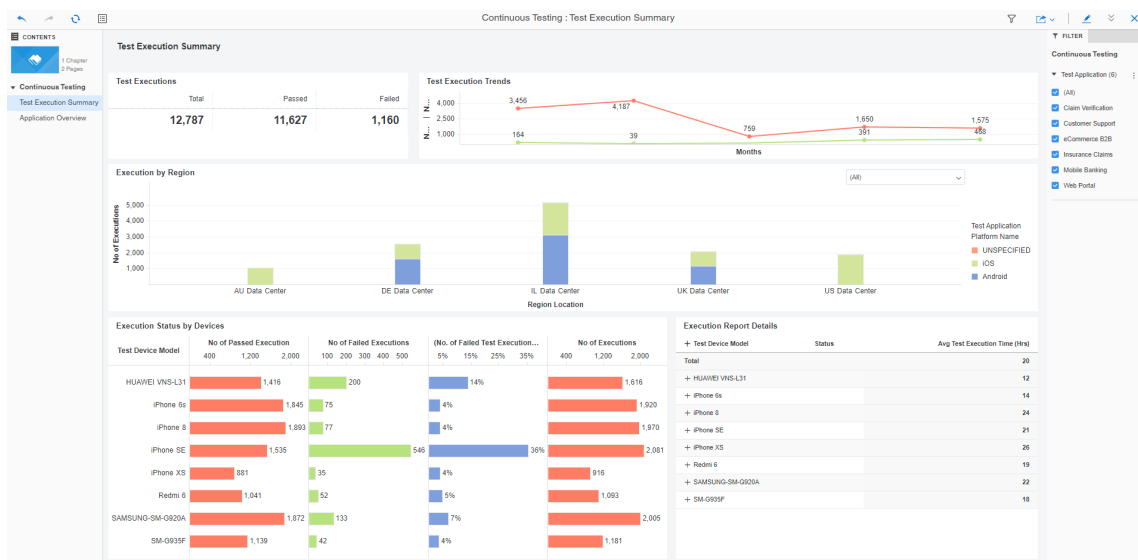 Continuous Testing : Test Execution Summary
CONTENTS
1 Chapter
2 Pages
Continuous Testing
Test Execution Summary
Application Overview
Test Execution Summary
Test Executions
Total Passed Failed
12,787 11,627 1,160
Test Execution Trends
N... | N...
4,000
2,500
1,000
3,456 4,187 759 1,650 1,575
164 39 391 468
Months
Execution by Region
(All)
No of Executions
5,000
4,000
3,000
2,000
1,000
AU Data Center DE Data Center IL Data Center UK Data Center US Data Center
Region Location
Test Application
Platform Name
UNSPECIFIED
iOS
Android
Execution Status by Devices
Test Device Model No of Passed Execution No of Failed Executions (No. of Failed Test Execution... No of Executions
400 1,200 2,000 100 200 300 400 500 5% 15% 25% 35% 400 1,200 2,000
HUAWEI VNS-L31 1,416 200 14% 1,616
iPhone 6s 1,845 75 4% 1,920
iPhone 8 1,893 77 4% 1,970
iPhone SE 1,535 546 36% 2,081
iPhone XS 881 35 4% 916
Redmi 6 1,041 52 5% 1,093
SAMSUNG-SM-G920A 1,872 133 7% 2,005
SM-G935F 1,139 42 4% 1,181
Execution Report Details
+ Test Device Model Status Avg Test Execution Time (Hrs)
Total 20
+ HUAWEI VNS-L31 12
+ iPhone 6s 14
+ iPhone 8 24
+ iPhone SE 21
+ iPhone XS 26
+ Redmi 6 19
+ SAMSUNG-SM-G920A 22
+ SM-G935F 18
FILTER
Continuous Testing
Test Application (6)
(All)
Claim Verification
Customer Support
eCommerce B2B
Insurance Claims
Mobile Banking
Web Portal